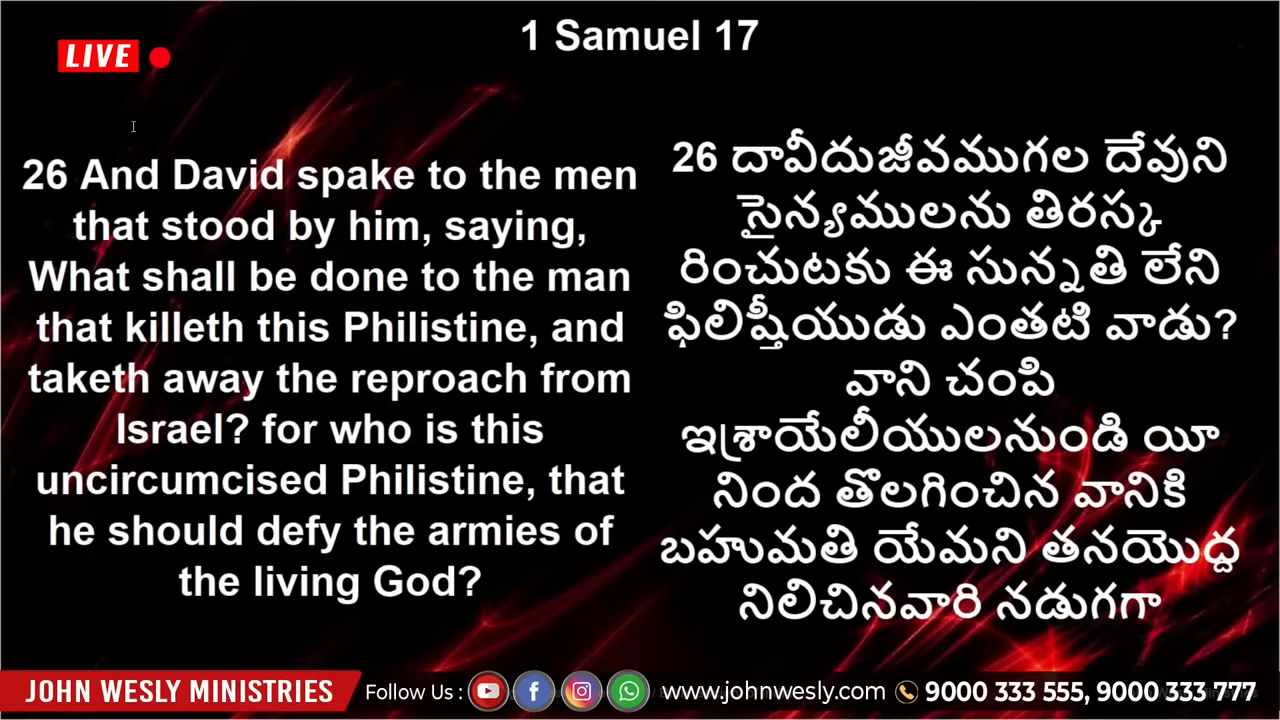 1 Samuel 17
LIVE
26 And David spake to the men
that stood by him, saying,
What shall be done to the man
that killeth this Philistine, and
taketh away the reproach from
Israel? for who is this
uncircumcised Philistine, that
he should defy the armies of
the living God?
26 దావీదుజీవముగల దేవుని
సైన్యములను తిరస్క
రించుటకు ఈ సున్నతి లేని
ఫిలిష్తీయుడు ఎంతటి వాడు?
వాని చంపి
ఇశ్రాయేలీయులనుండి యీ
నింద తొలగించిన వానికి
బహుమతి యేమని తనయొద్ద
నిలిచినవారి నడుగగా
JOHN WESLY MINISTRIES Follow Us : www.johnwesly.com 9000 333 555, 9000 333 777